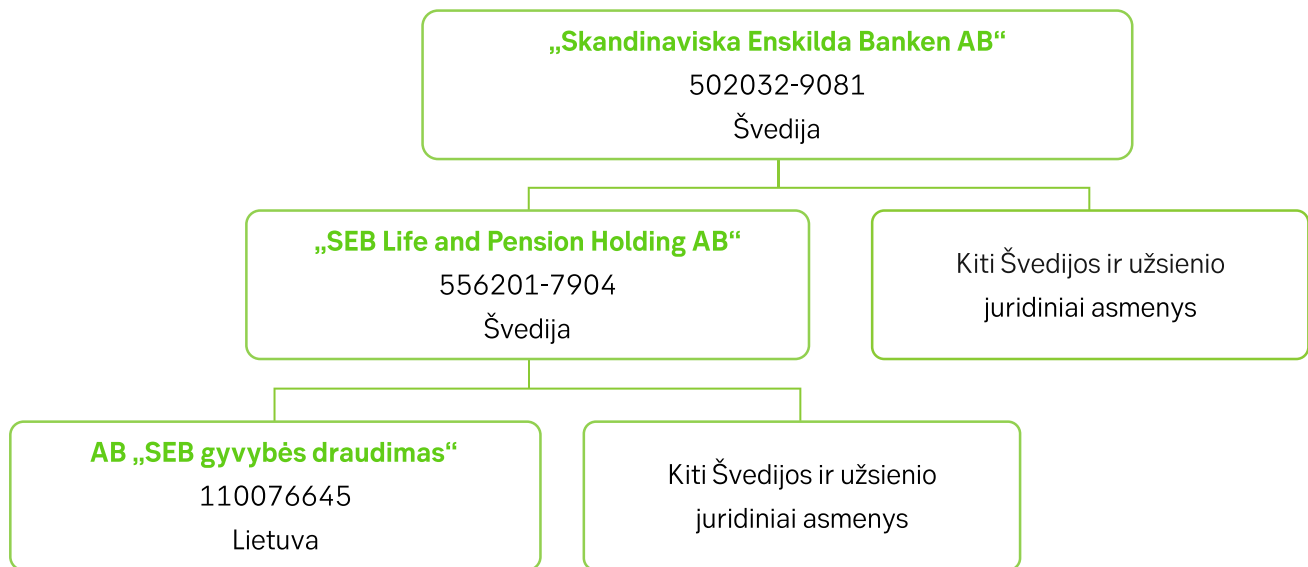 „Skandinaviska Enskilda Banken AB“
502032-9081
Švedija
„SEB Life and Pension Holding AB“
556201-7904
Švedija
Kiti Švedijos ir užsienio
juridiniai asmenys
AB „SEB gyvybės draudimas“
110076645
Lietuva
Kiti Švedijos ir užsienio
juridiniai asmenys